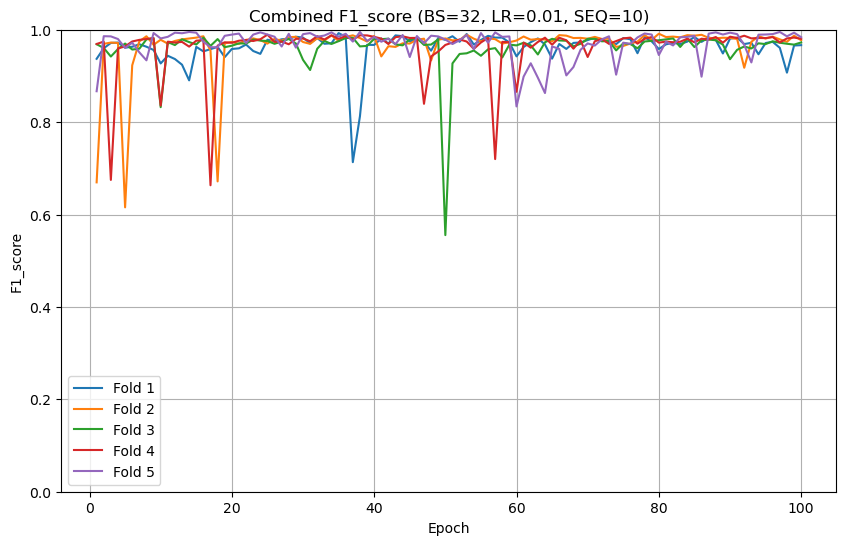 Combined F1_score (BS=32, LR=0.01, SEQ=10)
F1_score
1.0
0.8
0.6
0.4
0.2
0.0
Fold 1
Fold 2
Fold 3
Fold 4
Fold 5
0 20 40 60 80 100
Epoch